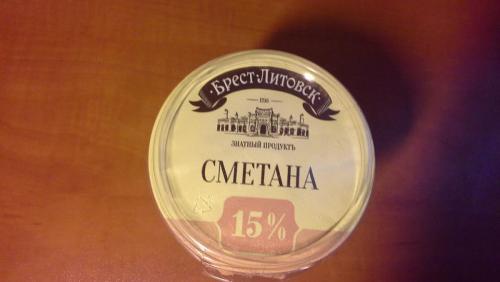 БРЕСТ-ЛИТОВСК
ЗНАТНЫЙ ПРОДУКТЪ
СМЕТАНА
15%